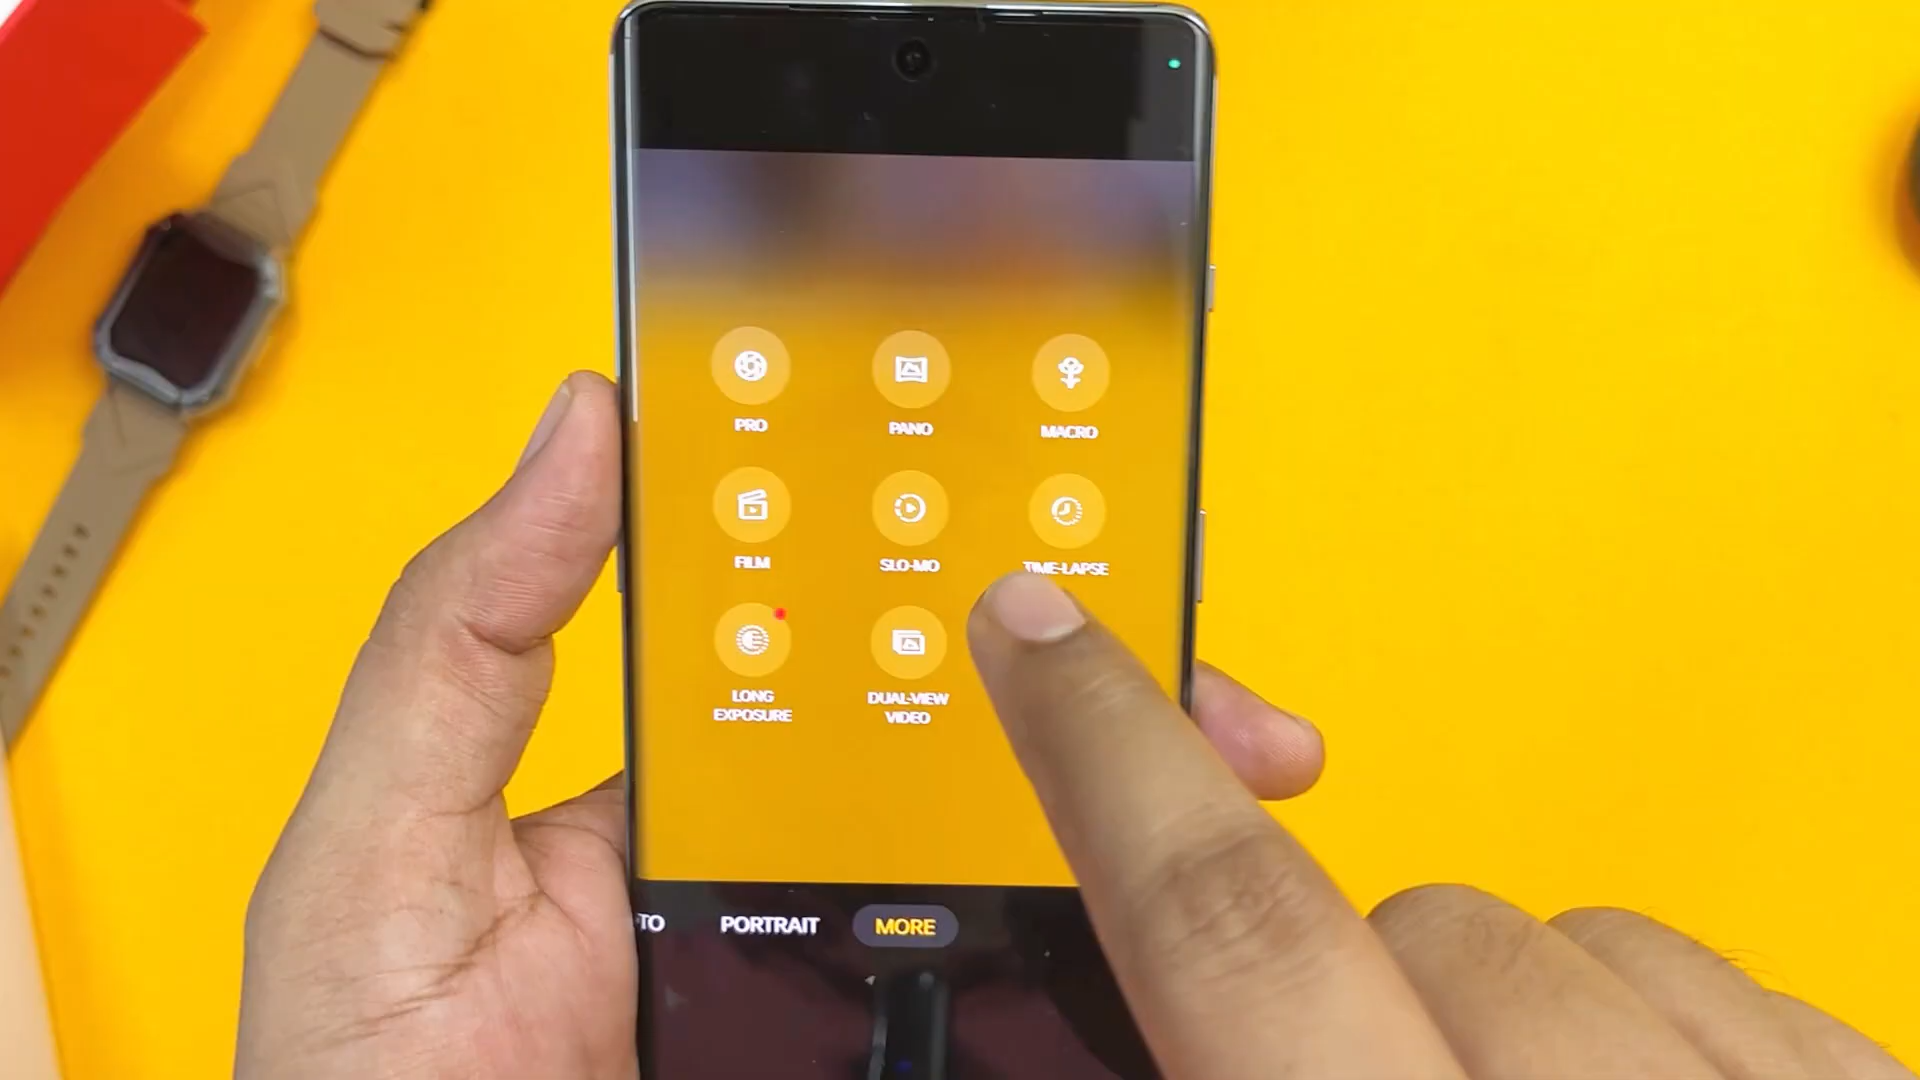 PRO
PANO
MACRO
FILM
SLO-MO
TIME-LAPSE
LONG
EXPOSURE
DUAL-VIEW
VIDEO
TO
PORTRAIT
MORE